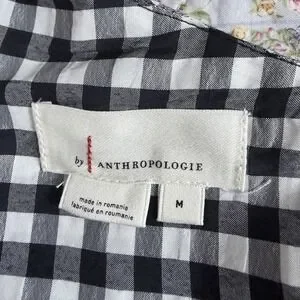 by ANTHROPOLOGIE
made in romania
fabriqué en roumanie
M